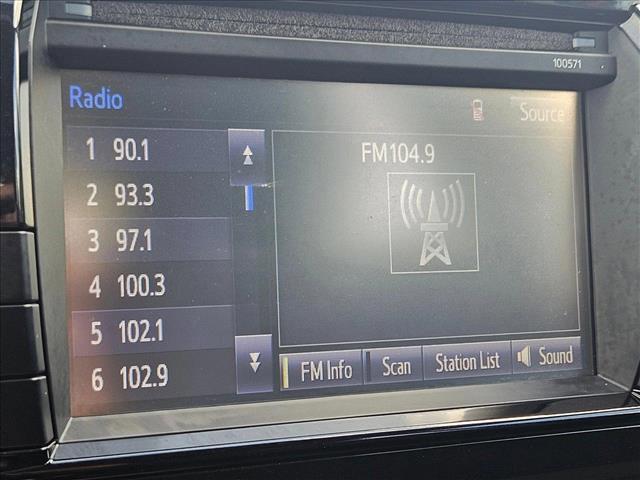 100571
Radio
Source
1 90.1
2 93.3
3 97.1
4 100.3
5 102.1
6 102.9
FM104.9
FM Info
Scan
Station List
Sound